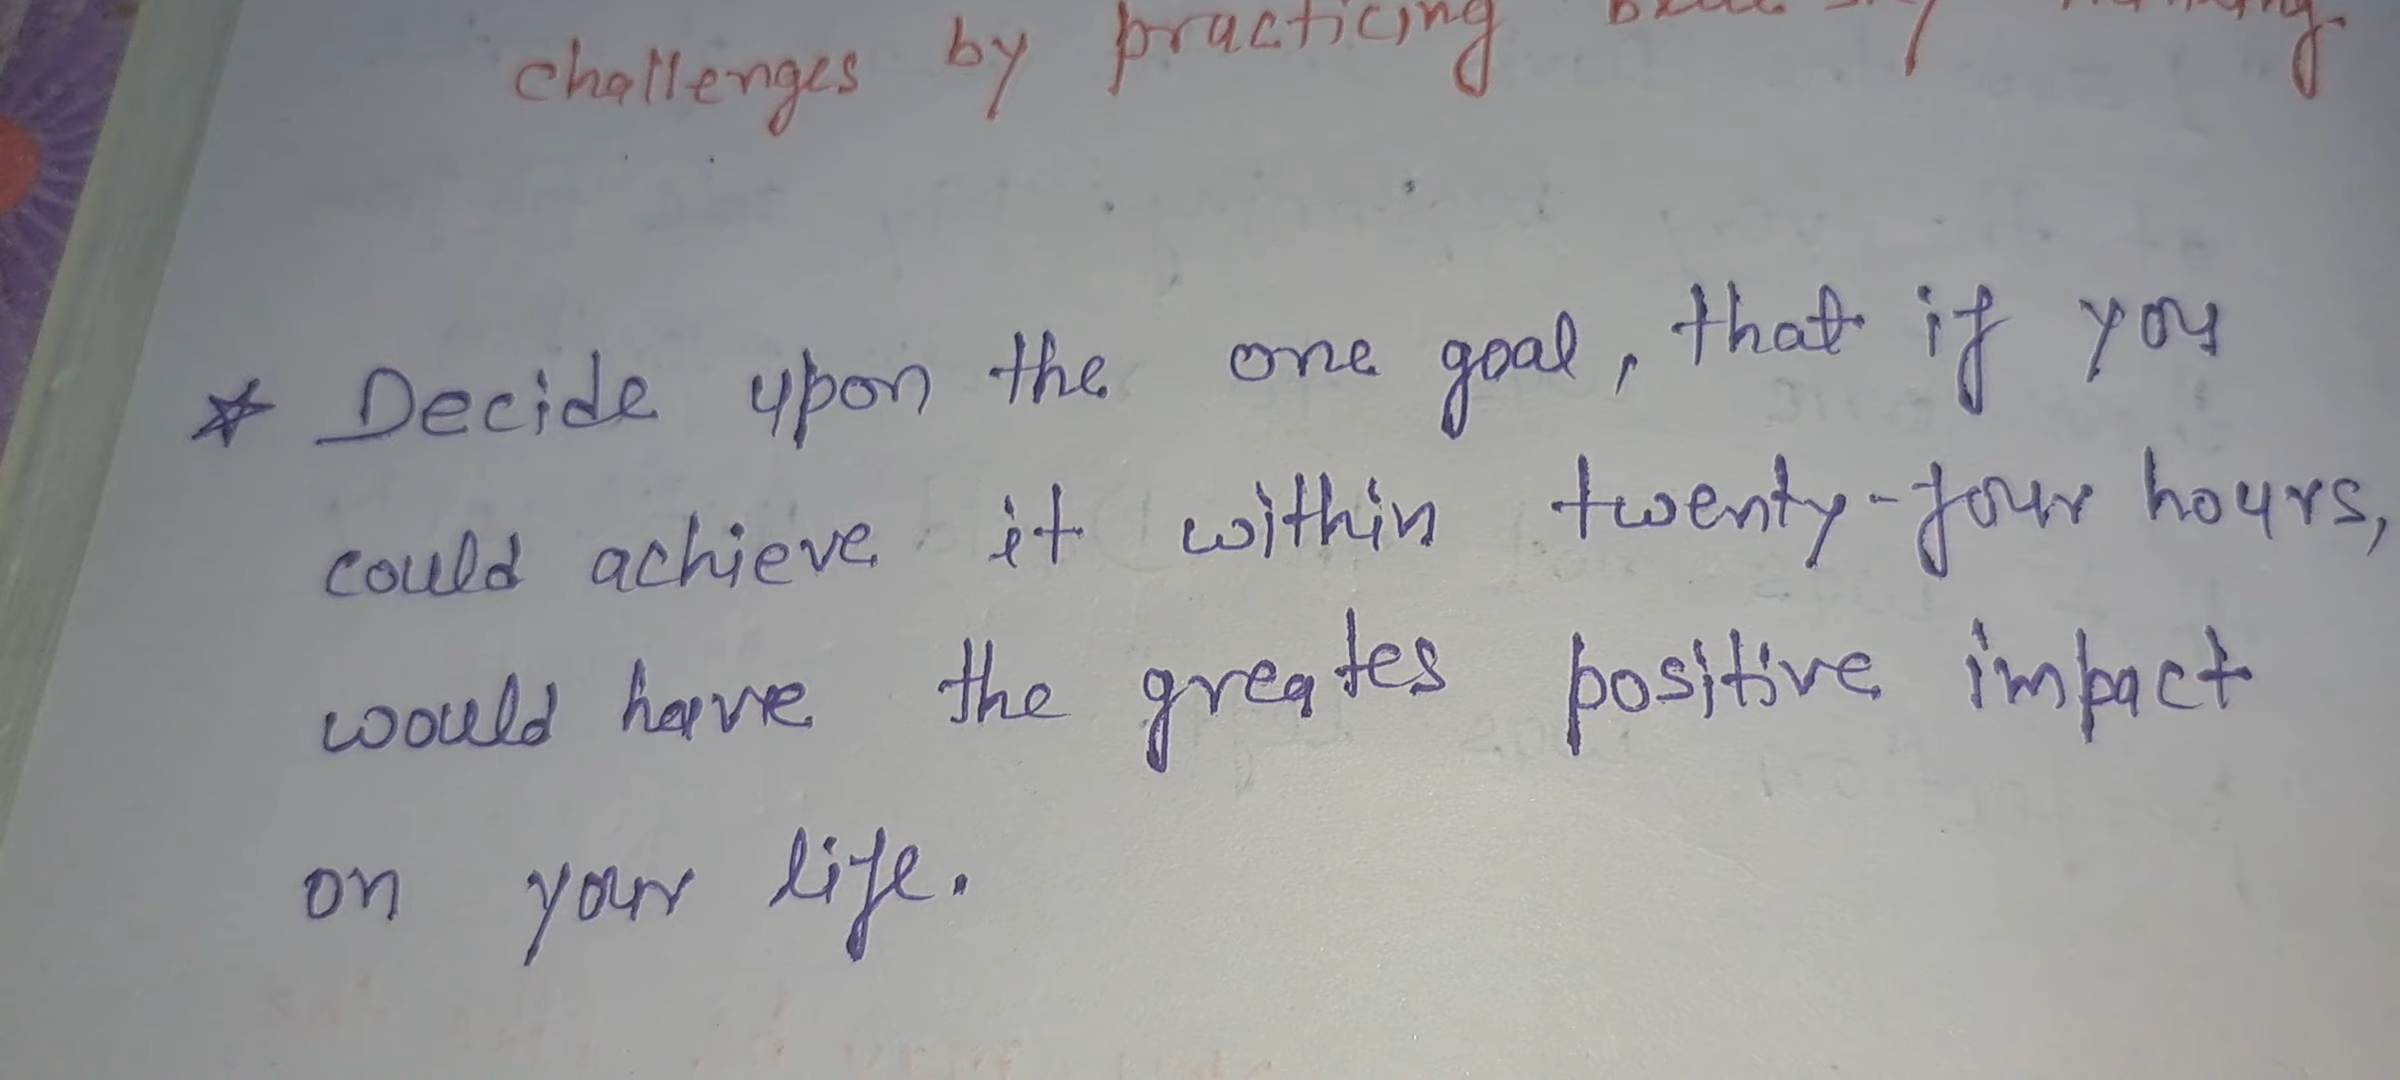 challenges by practicing
* Decide upon the one goal, that if you
could achieve it within twenty-four hours,
would have the greates positive impact
on your life.